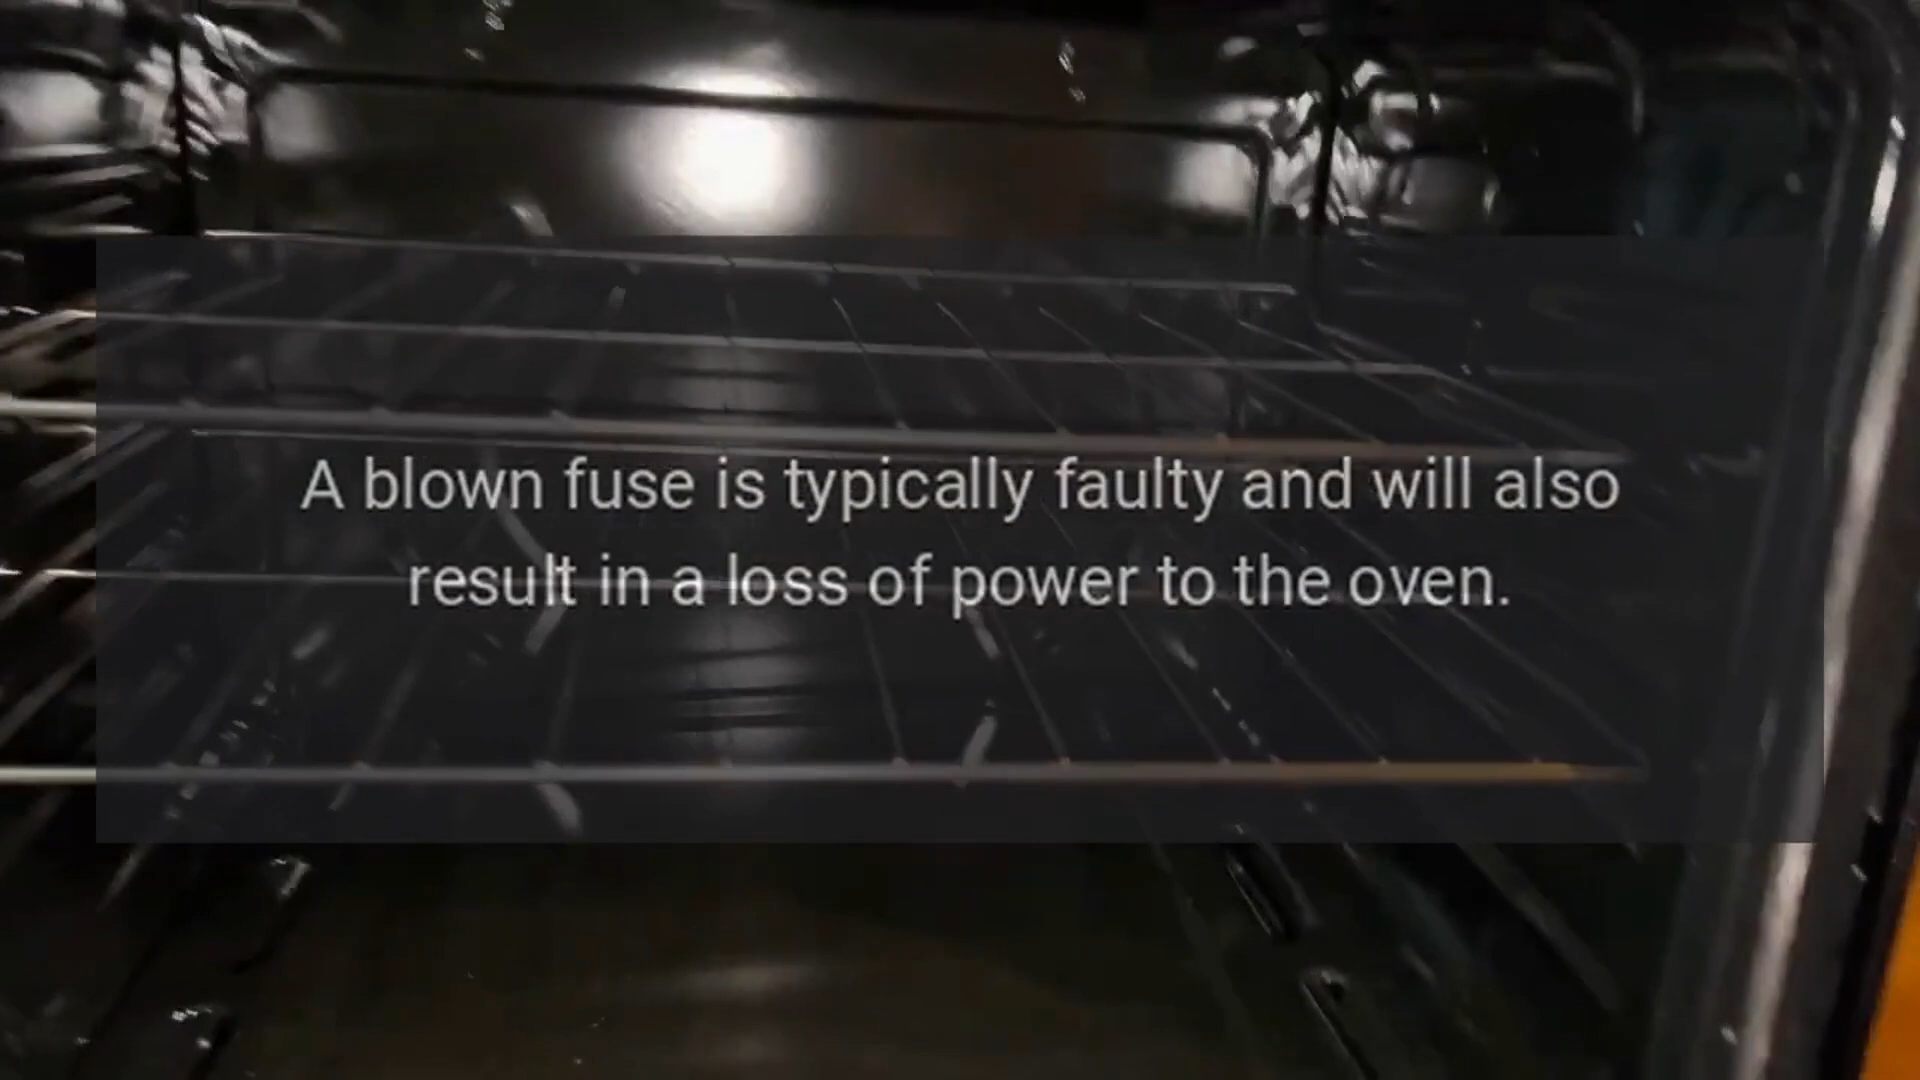 A blown fuse is typically faulty and will also
result in a loss of power to the oven.